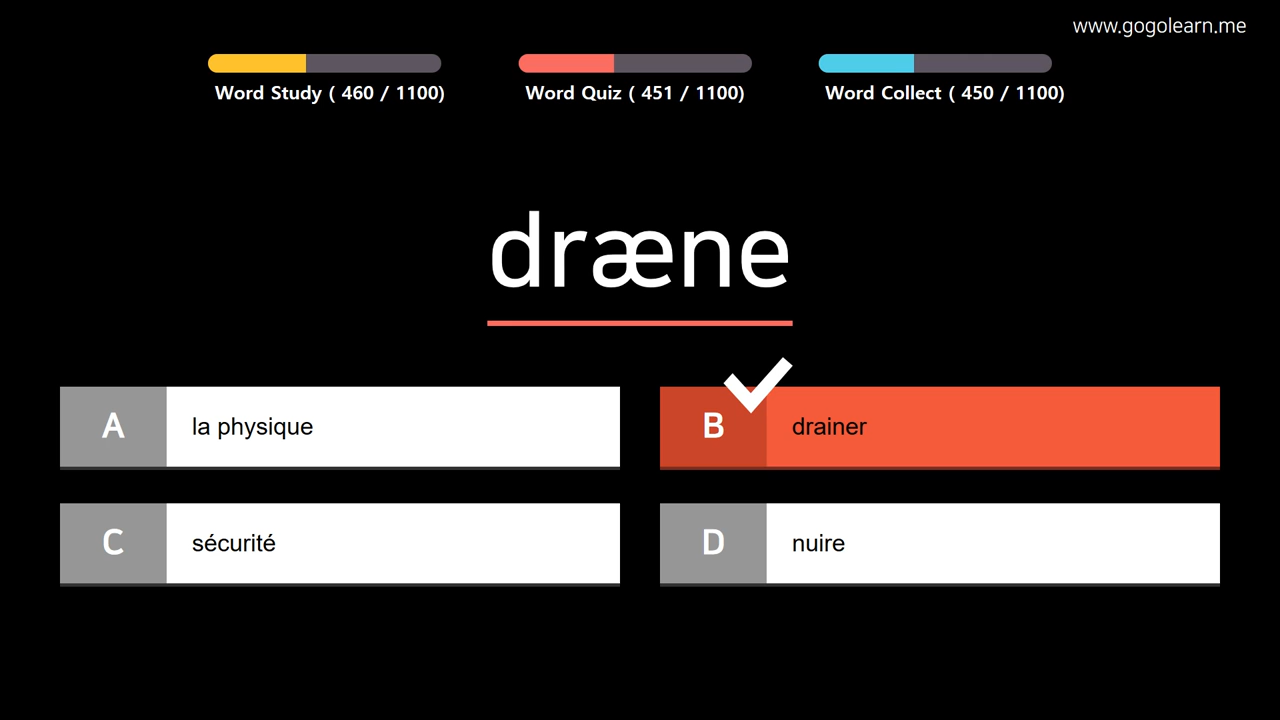 www.gogolearn.me
Word Study ( 460 / 1100)
Word Quiz ( 451 / 1100)
Word Collect ( 450 / 1100)
dræne
A la physique
B drainer
C sécurité
D nuire